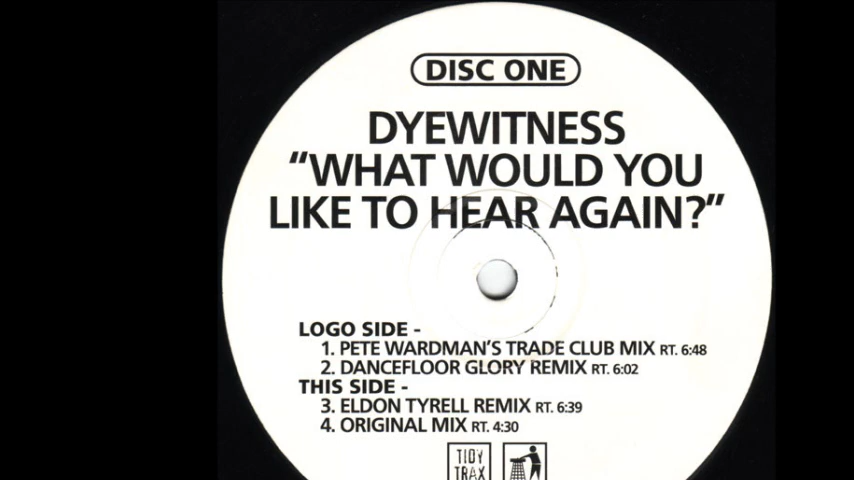 DISC ONE
DYEWITNESS
"WHAT WOULD YOU
LIKE TO HEAR AGAIN?"
LOGO SIDE -
1. PETE WARDMAN'S TRADE CLUB MIX RT. 6:48
2. DANCEFLOOR GLORY REMIX RT. 6:02
THIS SIDE -
3. ELDON TYRELL REMIX RT. 6:39
4. ORIGINAL MIX RT. 4:30
TIDY
TRAX